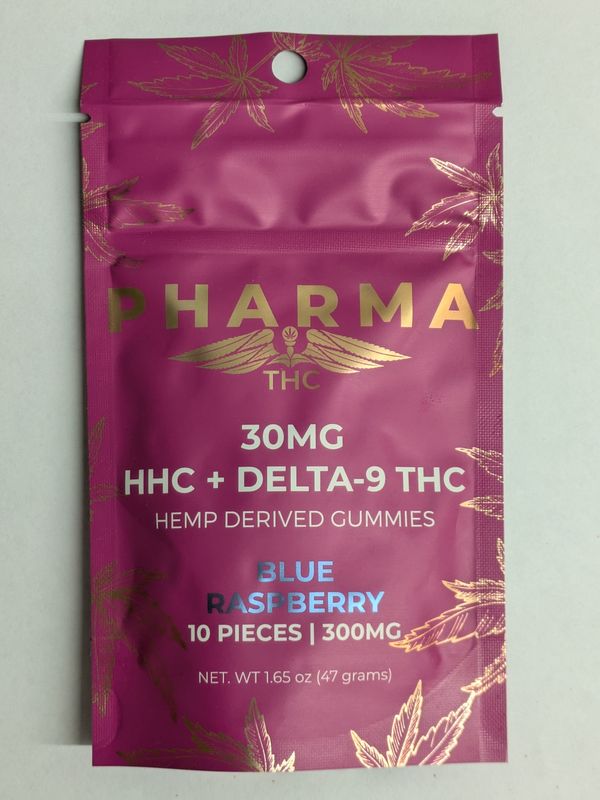 PHARMA
THC
30MG
HHC + DELTA-9 THC
HEMP DERIVED GUMMIES
BLUE
RASPBERRY
10 PIECES | 300MG
NET. WT 1.65 oz (47 grams)